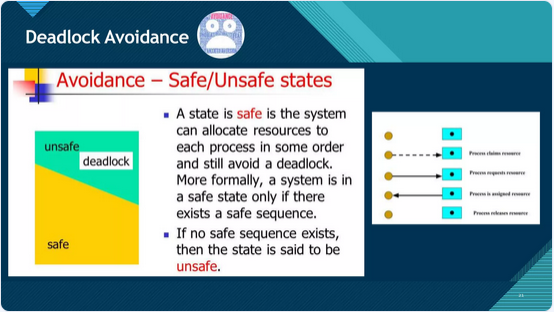 Deadlock Avoidance
AVOIDANCE
Avoidance – Safe/Unsafe states
unsafe
deadlock
safe
A state is safe is the system
can allocate resources to
each process in some order
and still avoid a deadlock.
More formally, a system is in
a safe state only if there
exists a safe sequence.
If no safe sequence exists,
then the state is said to be
unsafe.
Process claims resource
Process requests resource
Process is assigned resource
Process releases resource